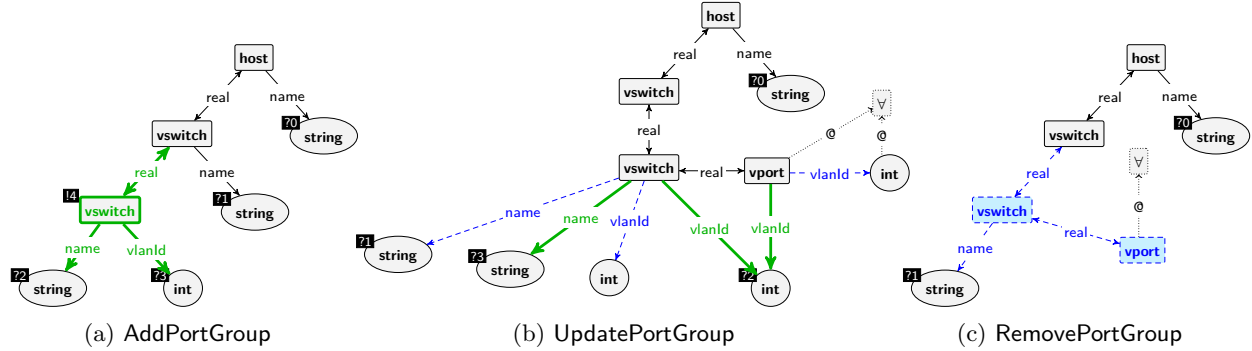 host
real
name
?0
vswitch
string
real
name
!4
?1
vswitch
string
name
vlanId
?2
?3
string
int
(a) AddPortGroup
host
real
name
?0
vswitch
string
∀
real
@
@
vswitch
real
vport
vlanId
int
name
name
vlanId
vlanId
vlanId
?1
?3
string
string
int
?2
int
(b) UpdatePortGroup
host
real
name
?0
vswitch
string
∀
real
@
vswitch
real
name
vport
?1
string
(c) RemovePortGroup